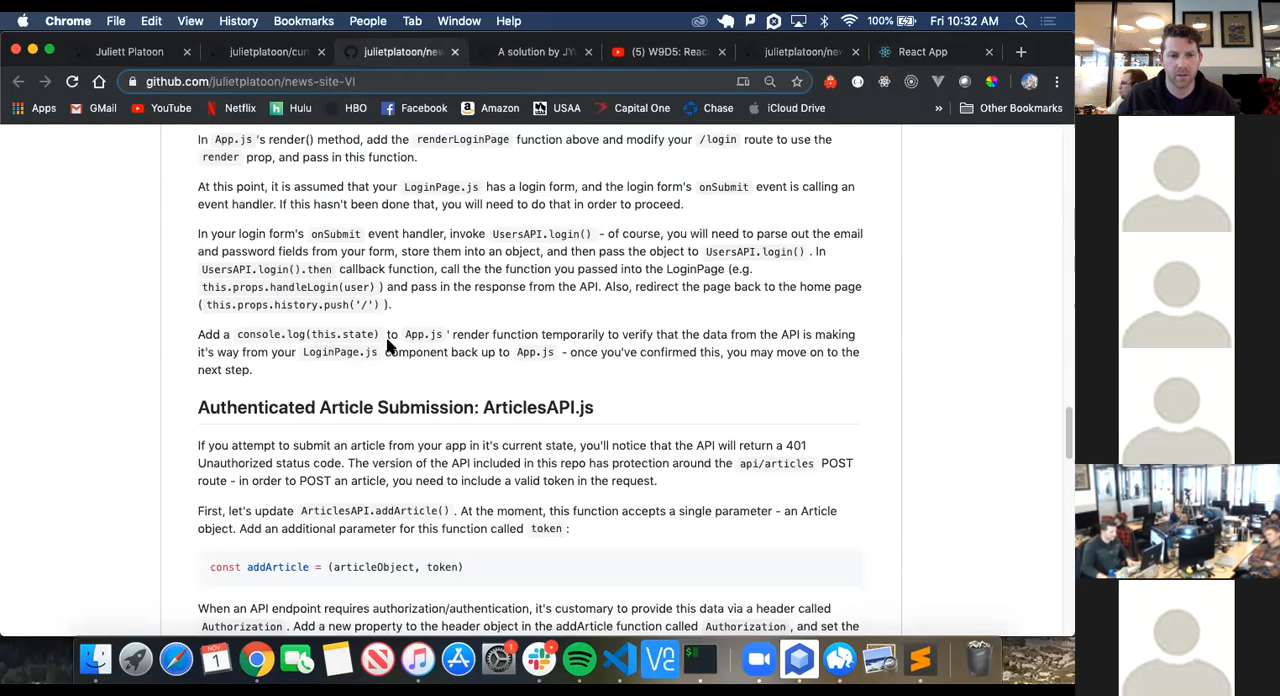 Chrome File Edit View History Bookmarks People Tab Window Help 100% Fri 10:32 AM
Juliett Platoon julietplatoon/cur julietplatoon/nev A solution by JY (5) W9D5: Reac julietplatoon/nev React App
github.com/julietplatoon/news-site-VI
Apps GMail YouTube Netflix Hulu HBO Facebook Amazon USAA Capital One Chase iCloud Drive » Other Bookmarks
In App.js 's render() method, add the renderLoginPage function above and modify your /login route to use the
render prop, and pass in this function.
At this point, it is assumed that your LoginPage.js has a login form, and the login form's onSubmit event is calling an
event handler. If this hasn't been done that, you will need to do that in order to proceed.
In your login form's onSubmit event handler, invoke UsersAPI.login() - of course, you will need to parse out the email
and password fields from your form, store them into an object, and then pass the object to UsersAPI.login() . In
UsersAPI.login().then callback function, call the the function you passed into the LoginPage (e.g.
this.props.handleLogin(user) ) and pass in the response from the API. Also, redirect the page back to the home page
( this.props.history.push('/') ).
Add a console.log(this.state) to App.js ' render function temporarily to verify that the data from the API is making
it's way from your LoginPage.js component back up to App.js - once you've confirmed this, you may move on to the
next step.
Authenticated Article Submission: ArticlesAPI.js
If you attempt to submit an article from your app in it's current state, you'll notice that the API will return a 401
Unauthorized status code. The version of the API included in this repo has protection around the api/articles POST
route - in order to POST an article, you need to include a valid token in the request.
First, let's update ArticlesAPI.addArticle() . At the moment, this function accepts a single parameter - an Article
object. Add an additional parameter for this function called token :
const addArticle = (articleObject, token)
When an API endpoint requires authorization/authentication, it's customary to provide this data via a header called
Authorization . Add a new property to the header object in the addArticle function called Authorization , and set the